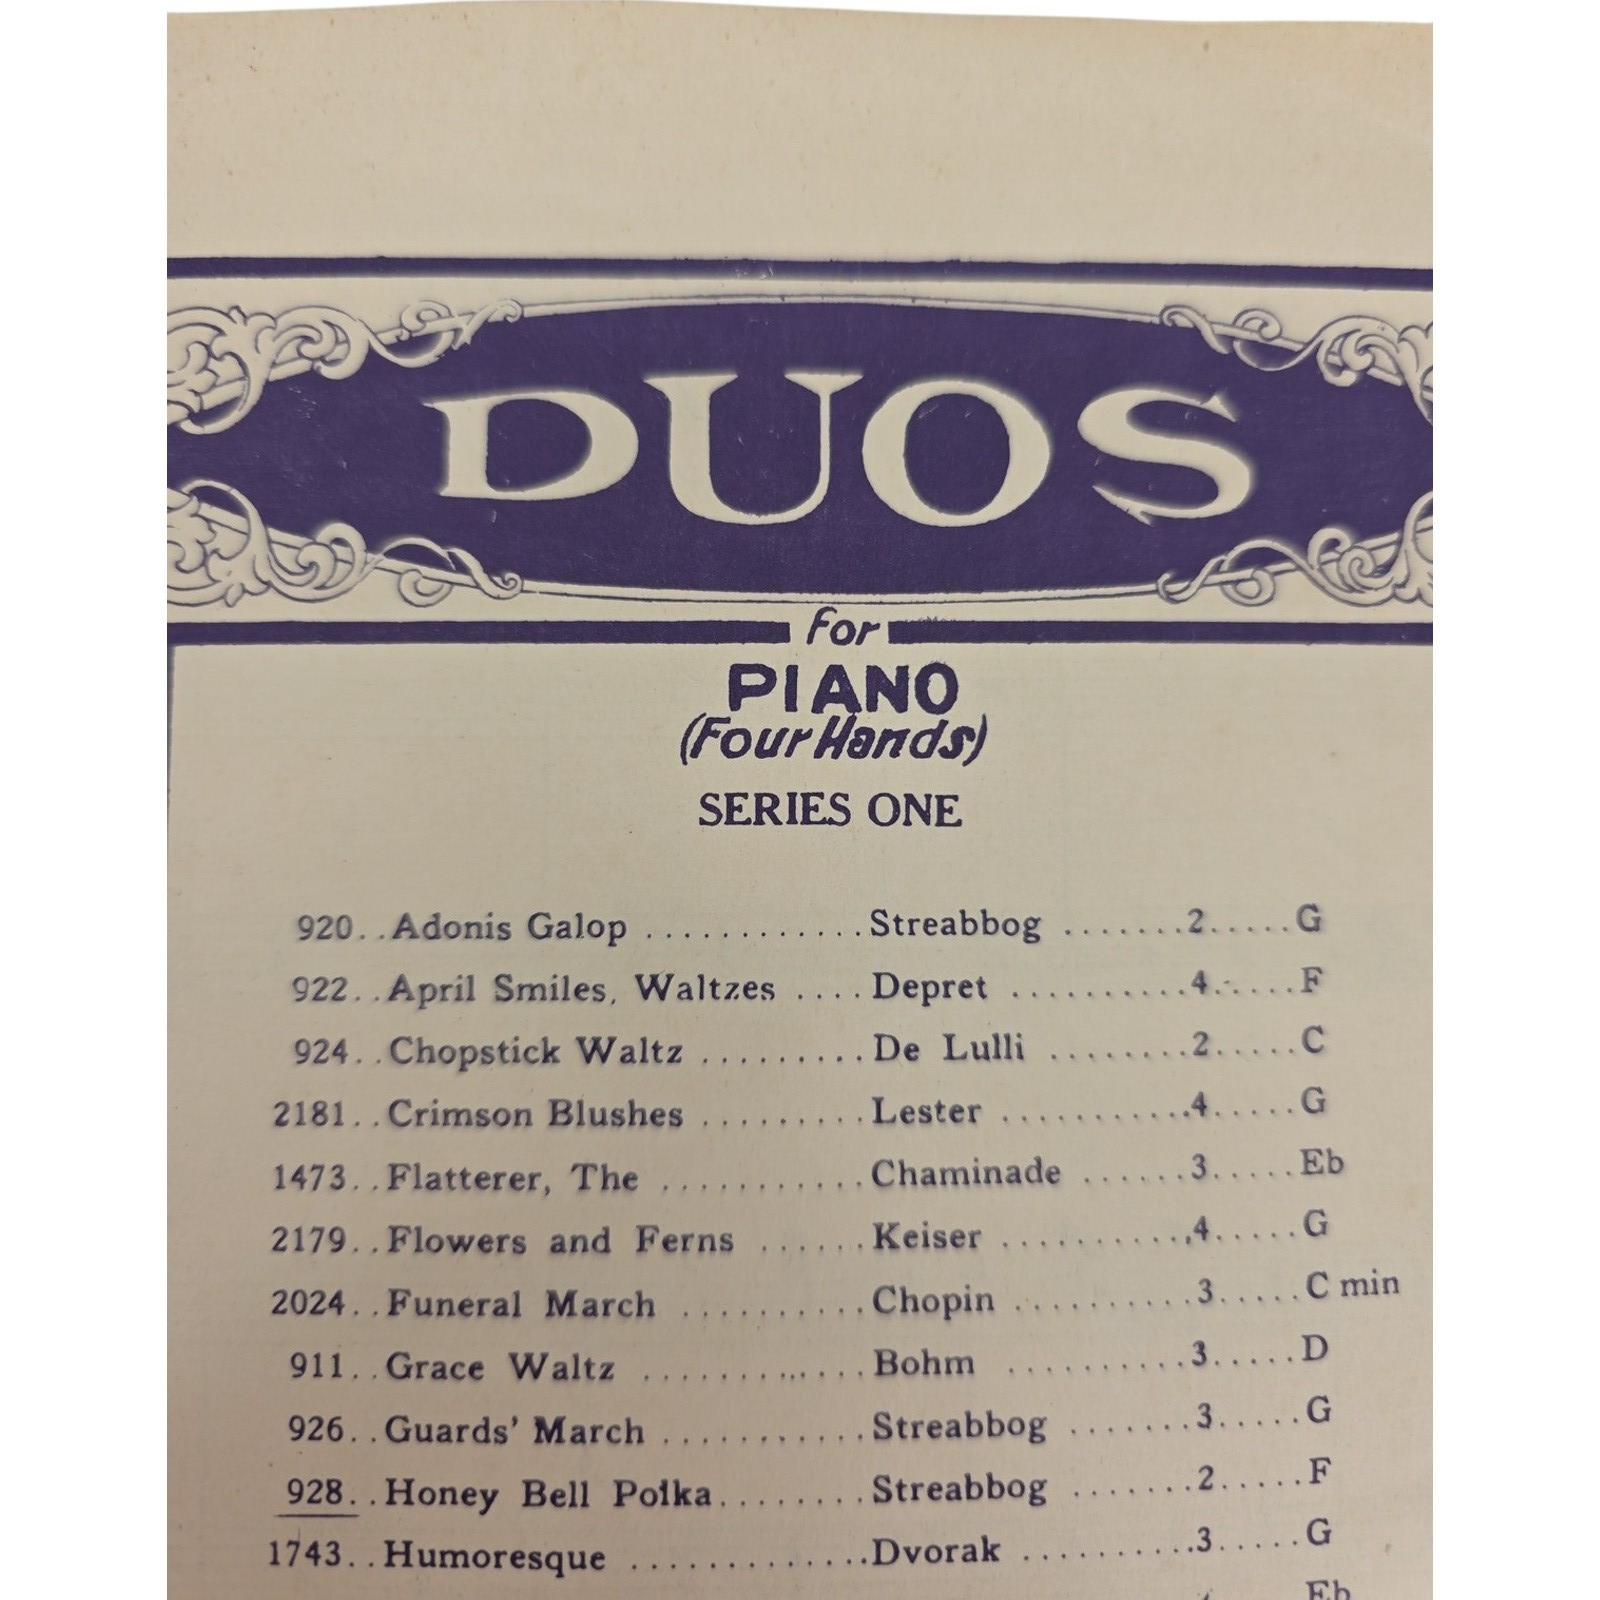 DUOS
for
PIANO
(Four Hands)
SERIES ONE
920..Adonis Galop ............Streabbog .......2.....G
922..April Smiles, Waltzes ....Depret ..........4......F
924..Chopstick Waltz .........De Lulli ........2.....C
2181..Crimson Blushes .........Lester ...........4.....G
1473..Flatterer, The ...........Chaminade ......3.....Eb
2179..Flowers and Ferns ......Keiser ...........4.....G
2024..Funeral March ..........Chopin ..........3.....C min
911..Grace Waltz ............Bohm ..........3.....D
926..Guards' March ...........Streabbog .......3.....G
928..Honey Bell Polka........Streabbog .......2.....F
1743..Humoresque .............Dvorak ..........3.....G
Eb